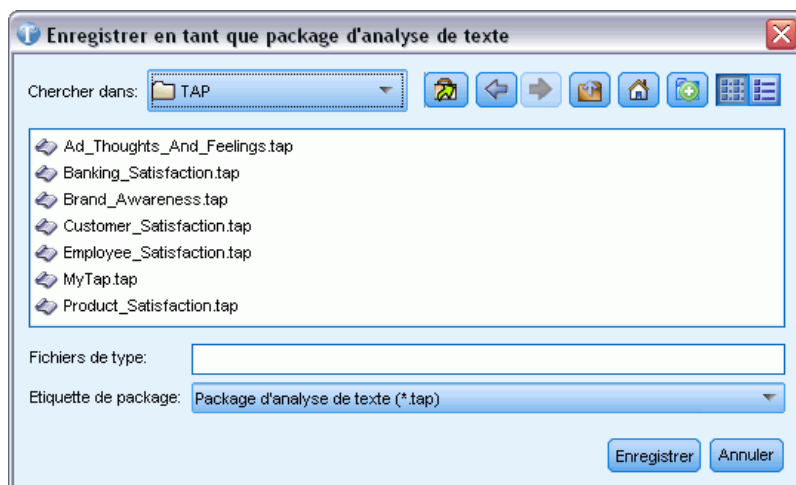 Enregistrer en tant que package d'analyse de texte
Chercher dans: TAP
Ad_Thoughts_And_Feelings.tap
Banking_Satisfaction.tap
Brand_Awareness.tap
Customer_Satisfaction.tap
Employee_Satisfaction.tap
MyTap.tap
Product_Satisfaction.tap
Fichiers de type:
Etiquette de package: Package d'analyse de texte (*.tap)
Enregistrer Annuler